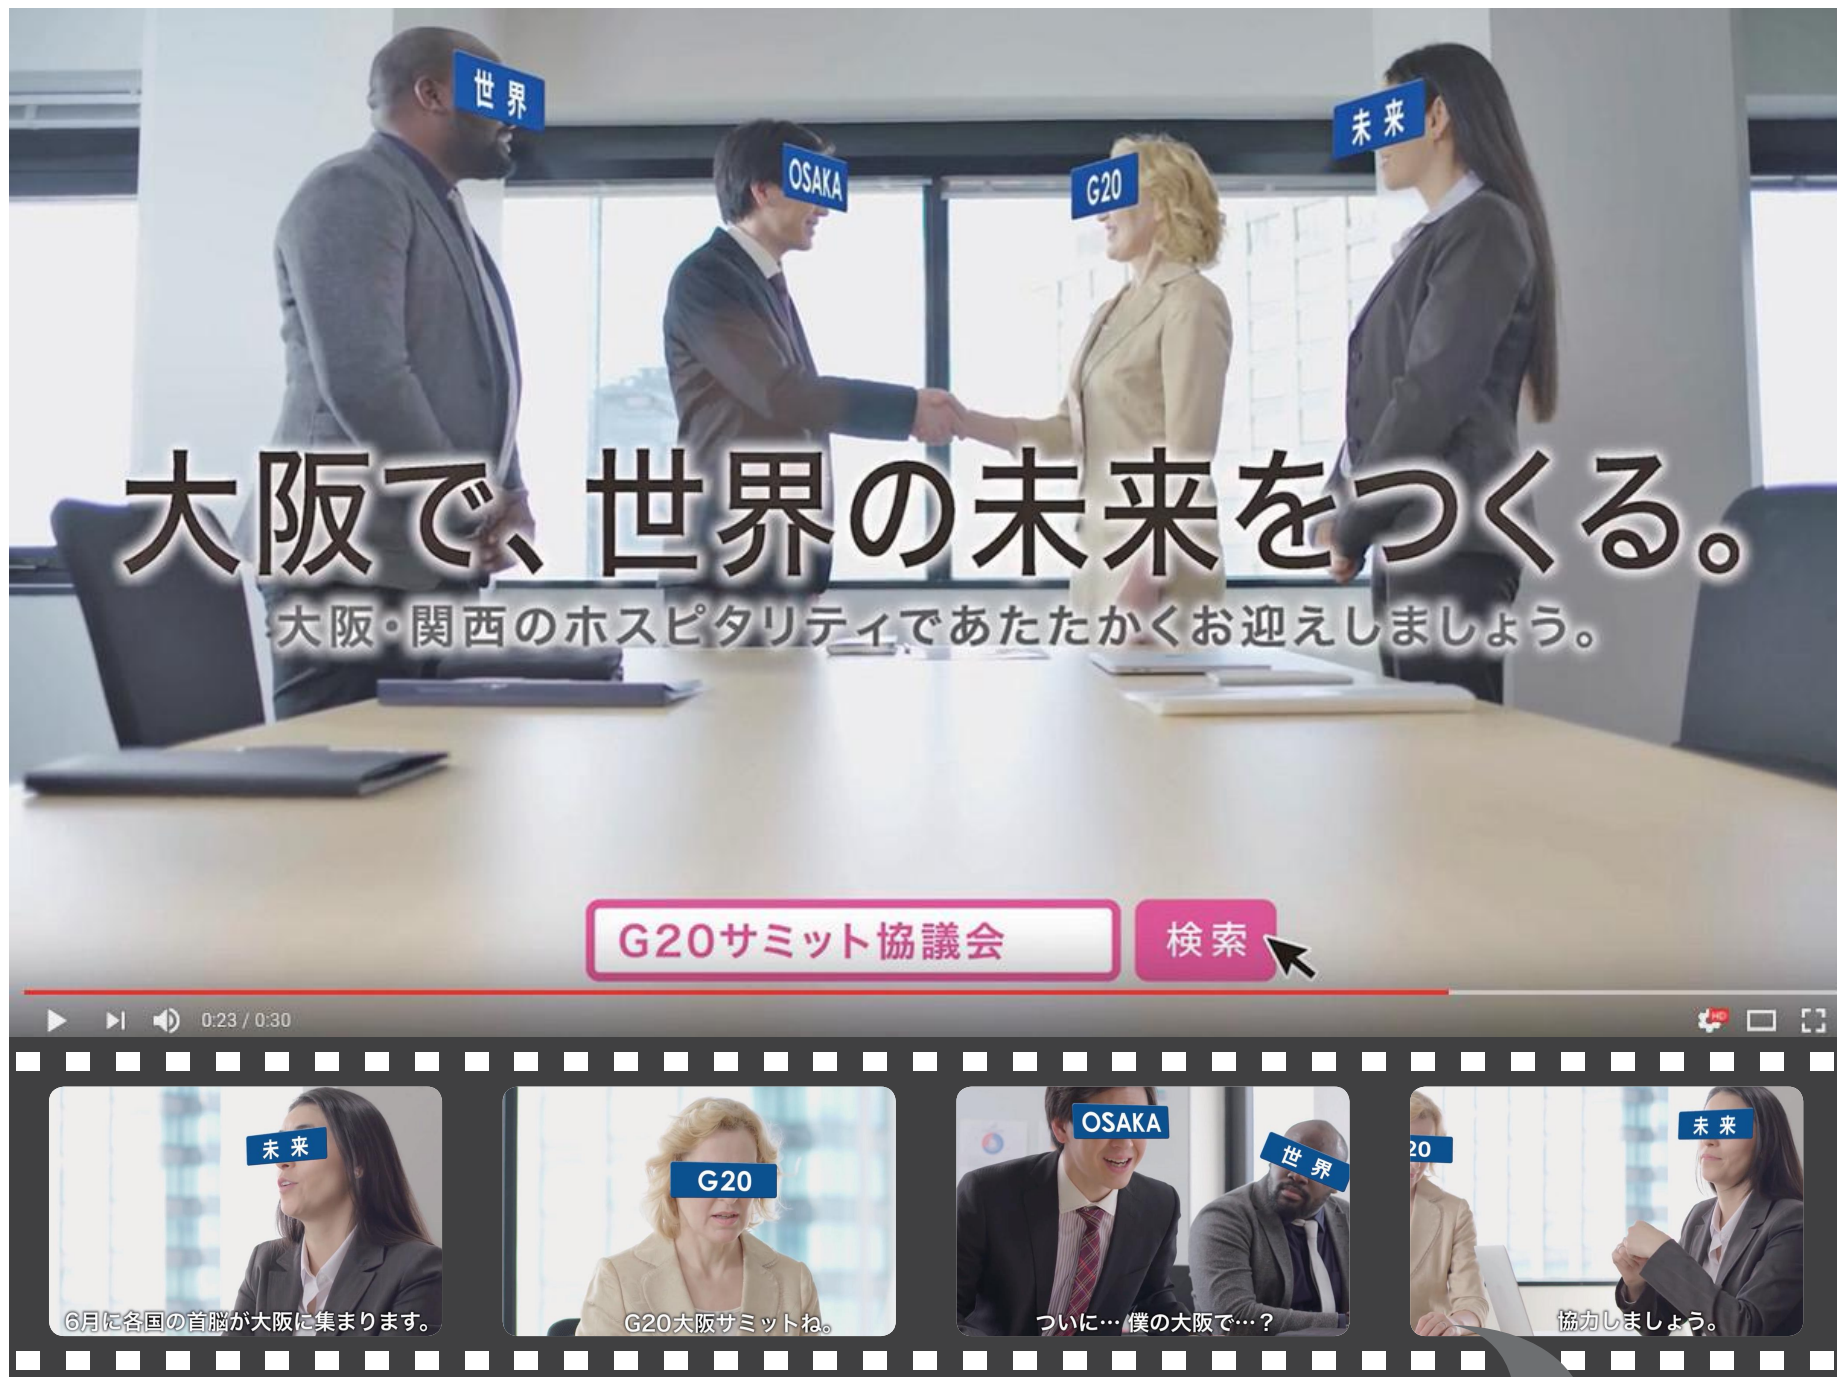 世界
OSAKA
G20
未来
大阪で、世界の未来をつくる。
大阪・関西のホスピタリティであたたかくお迎えしましょう。
G20サミット協議会
検索
0:23 / 0:30
HD
未来
6月に各国の首脳が大阪に集まります。
G20
G20大阪サミットね。
OSAKA
世界
ついに… 僕の大阪で…？
20
未来
協力しましょう。